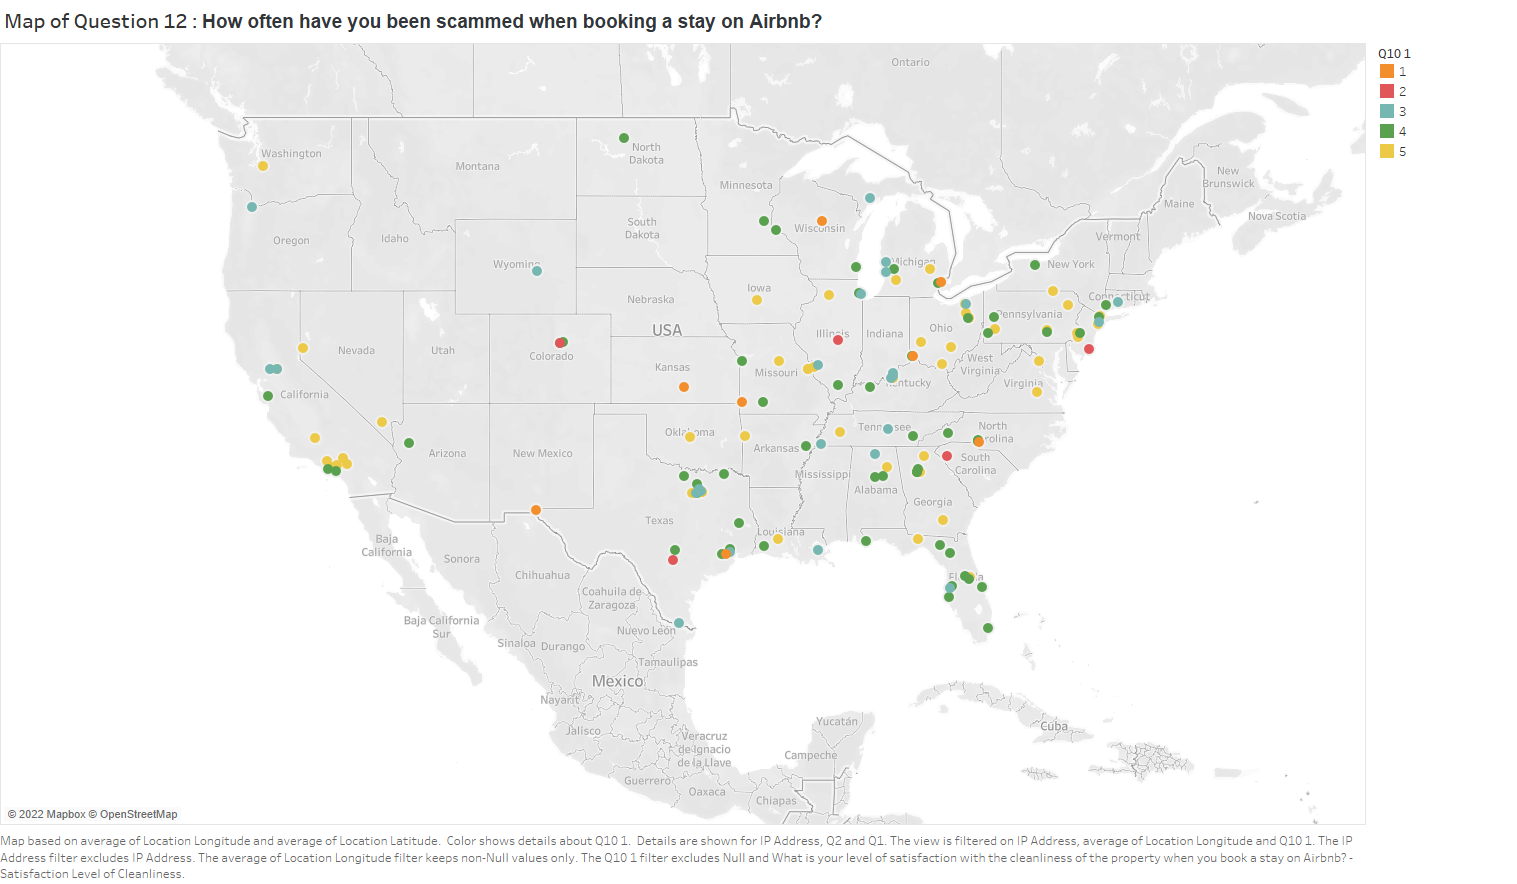 Map of Question 12 : How often have you been scammed when booking a stay on Airbnb?
Q10 1
1
2
3
4
5
Ontario
Washington
Montana
North
Dakota
Minnesota
New
Brunswick
Maine
Nova Scotia
Oregon
Idaho
South
Dakota
Wisconsin
Vermont
Wyoming
Michigan
New York
Iowa
Nebraska
Connecticut
Pennsylvania
USA
Nevada
Utah
Colorado
Illinois
Indiana
Ohio
Kansas
Missouri
West
Virginia
Kentucky
Virginia
California
Oklahoma
Tennessee
North
Carolina
Arizona
New Mexico
Arkansas
Mississippi
South
Carolina
Alabama
Georgia
Texas
Louisiana
Baja
California
Sonora
Chihuahua
Florida
Coahuila de
Zaragoza
Baja California
Sur
Nuevo León
Sinaloa
Durango
Tamaulipas
Mexico
Nayarit
Jalisco
Yucatán
Cuba
Veracruz
de Ignacio
de la Llave
Campeche
Guerrero
Oaxaca
Chiapas
© 2022 Mapbox © OpenStreetMap
Map based on average of Location Longitude and average of Location Latitude.  Color shows details about Q10 1.  Details are shown for IP Address, Q2 and Q1. The view is filtered on IP Address, average of Location Longitude and Q10 1. The IP
Address filter excludes IP Address. The average of Location Longitude filter keeps non-Null values only. The Q10 1 filter excludes Null and What is your level of satisfaction with the cleanliness of the property when you book a stay on Airbnb? -
Satisfaction Level of Cleanliness.